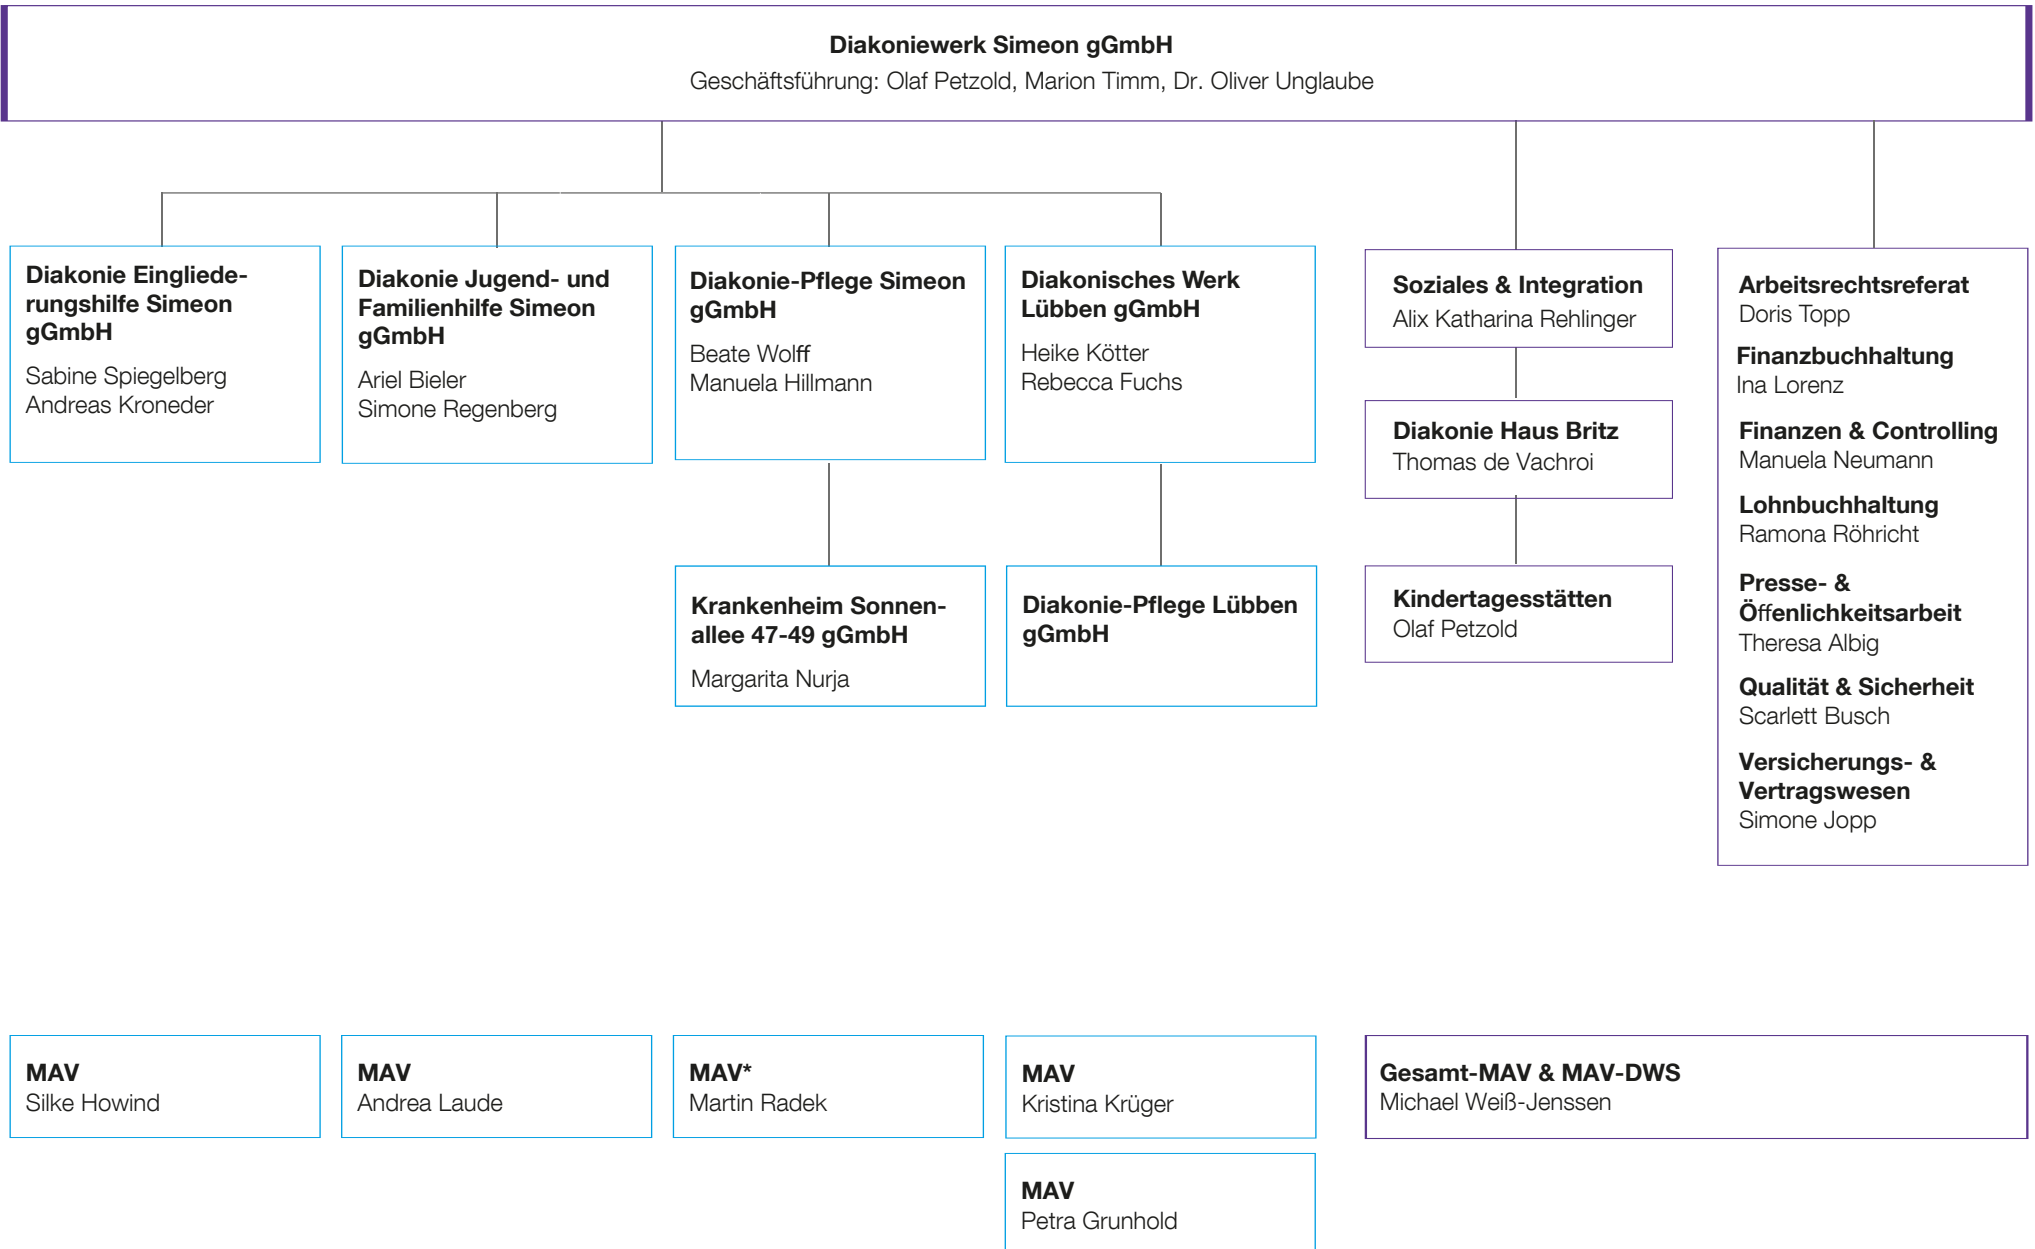 Diakoniewerk Simeon gGmbH
Geschäftsführung: Olaf Petzold, Marion Timm, Dr. Oliver Unglaube
Diakonie Eingliede-
rungshilfe Simeon
gGmbH
Sabine Spiegelberg
Andreas Kroneder
Diakonie Jugend- und
Familienhilfe Simeon
gGmbH
Ariel Bieler
Simone Regenberg
Diakonie-Pflege Simeon
gGmbH
Beate Wolff
Manuela Hillmann
Diakonisches Werk
Lübben gGmbH
Heike Kötter
Rebecca Fuchs
Krankenheim Sonnen-
allee 47-49 gGmbH
Margarita Nurja
Diakonie-Pflege Lübben
gGmbH
Soziales & Integration
Alix Katharina Rehlinger
Diakonie Haus Britz
Thomas de Vachroi
Kindertagesstätten
Olaf Petzold
Arbeitsrechtsreferat
Doris Topp
Finanzbuchhaltung
Ina Lorenz
Finanzen & Controlling
Manuela Neumann
Lohnbuchhaltung
Ramona Röhricht
Presse- &
Öffenlichkeitsarbeit
Theresa Albig
Qualität & Sicherheit
Scarlett Busch
Versicherungs- &
Vertragswesen
Simone Jopp
MAV
Silke Howind
MAV
Andrea Laude
MAV*
Martin Radek
MAV
Kristina Krüger
MAV
Petra Grunhold
Gesamt-MAV & MAV-DWS
Michael Weiß-Jenssen